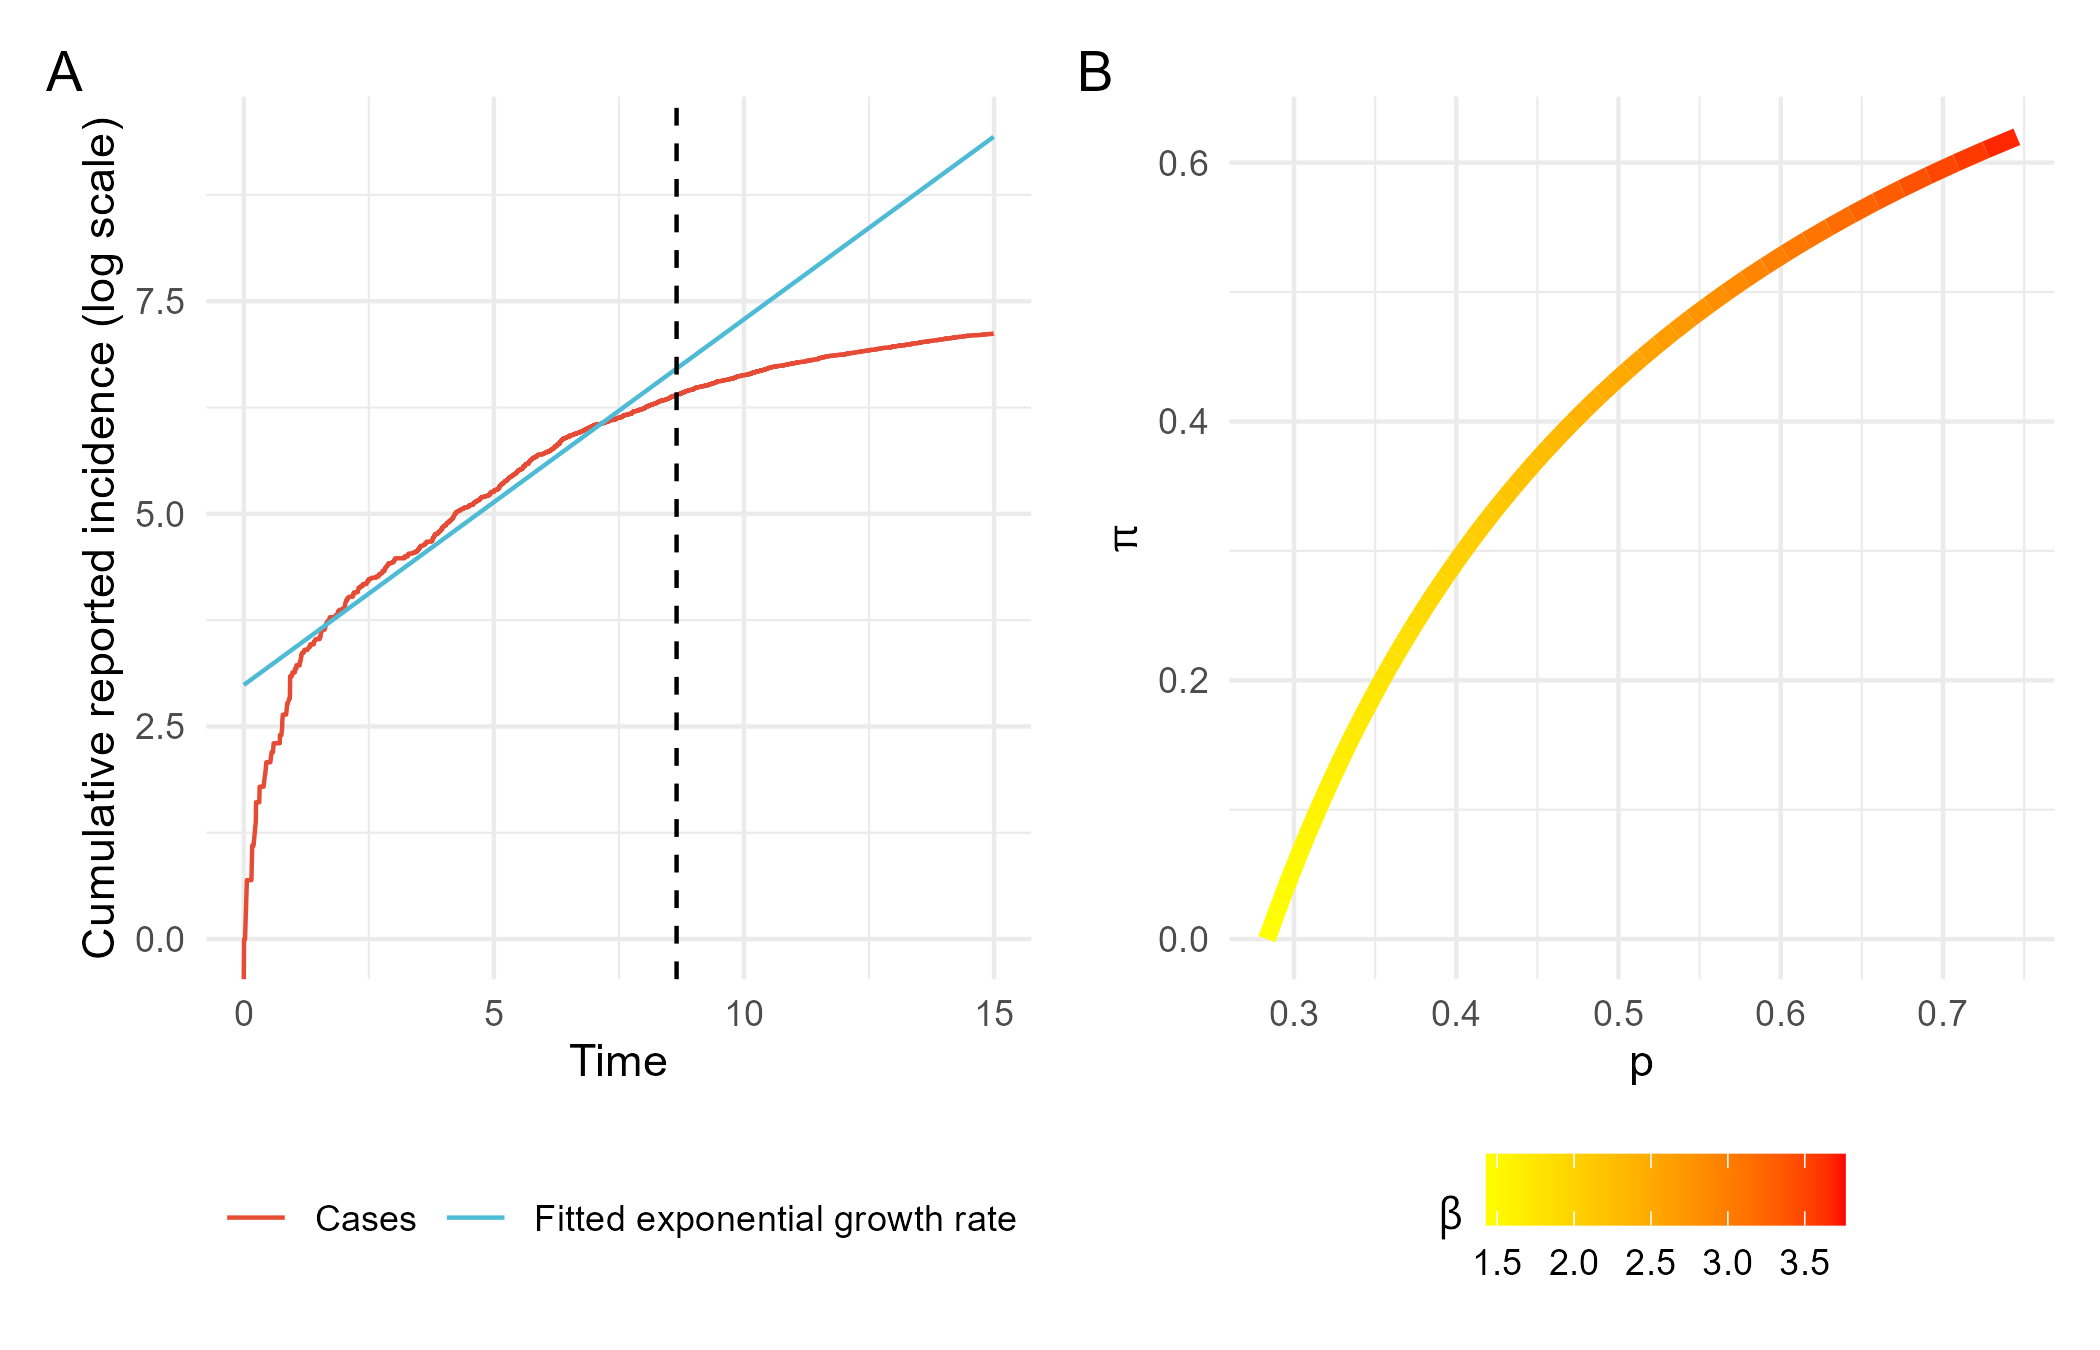 A
Cumulative reported incidence (log scale)
7.5
5.0
2.5
0.0
0 5 10 15
Time
Cases Fitted exponential growth rate
B
π
0.6
0.4
0.2
0.0
0.3 0.4 0.5 0.6 0.7
p
β
1.5 2.0 2.5 3.0 3.5